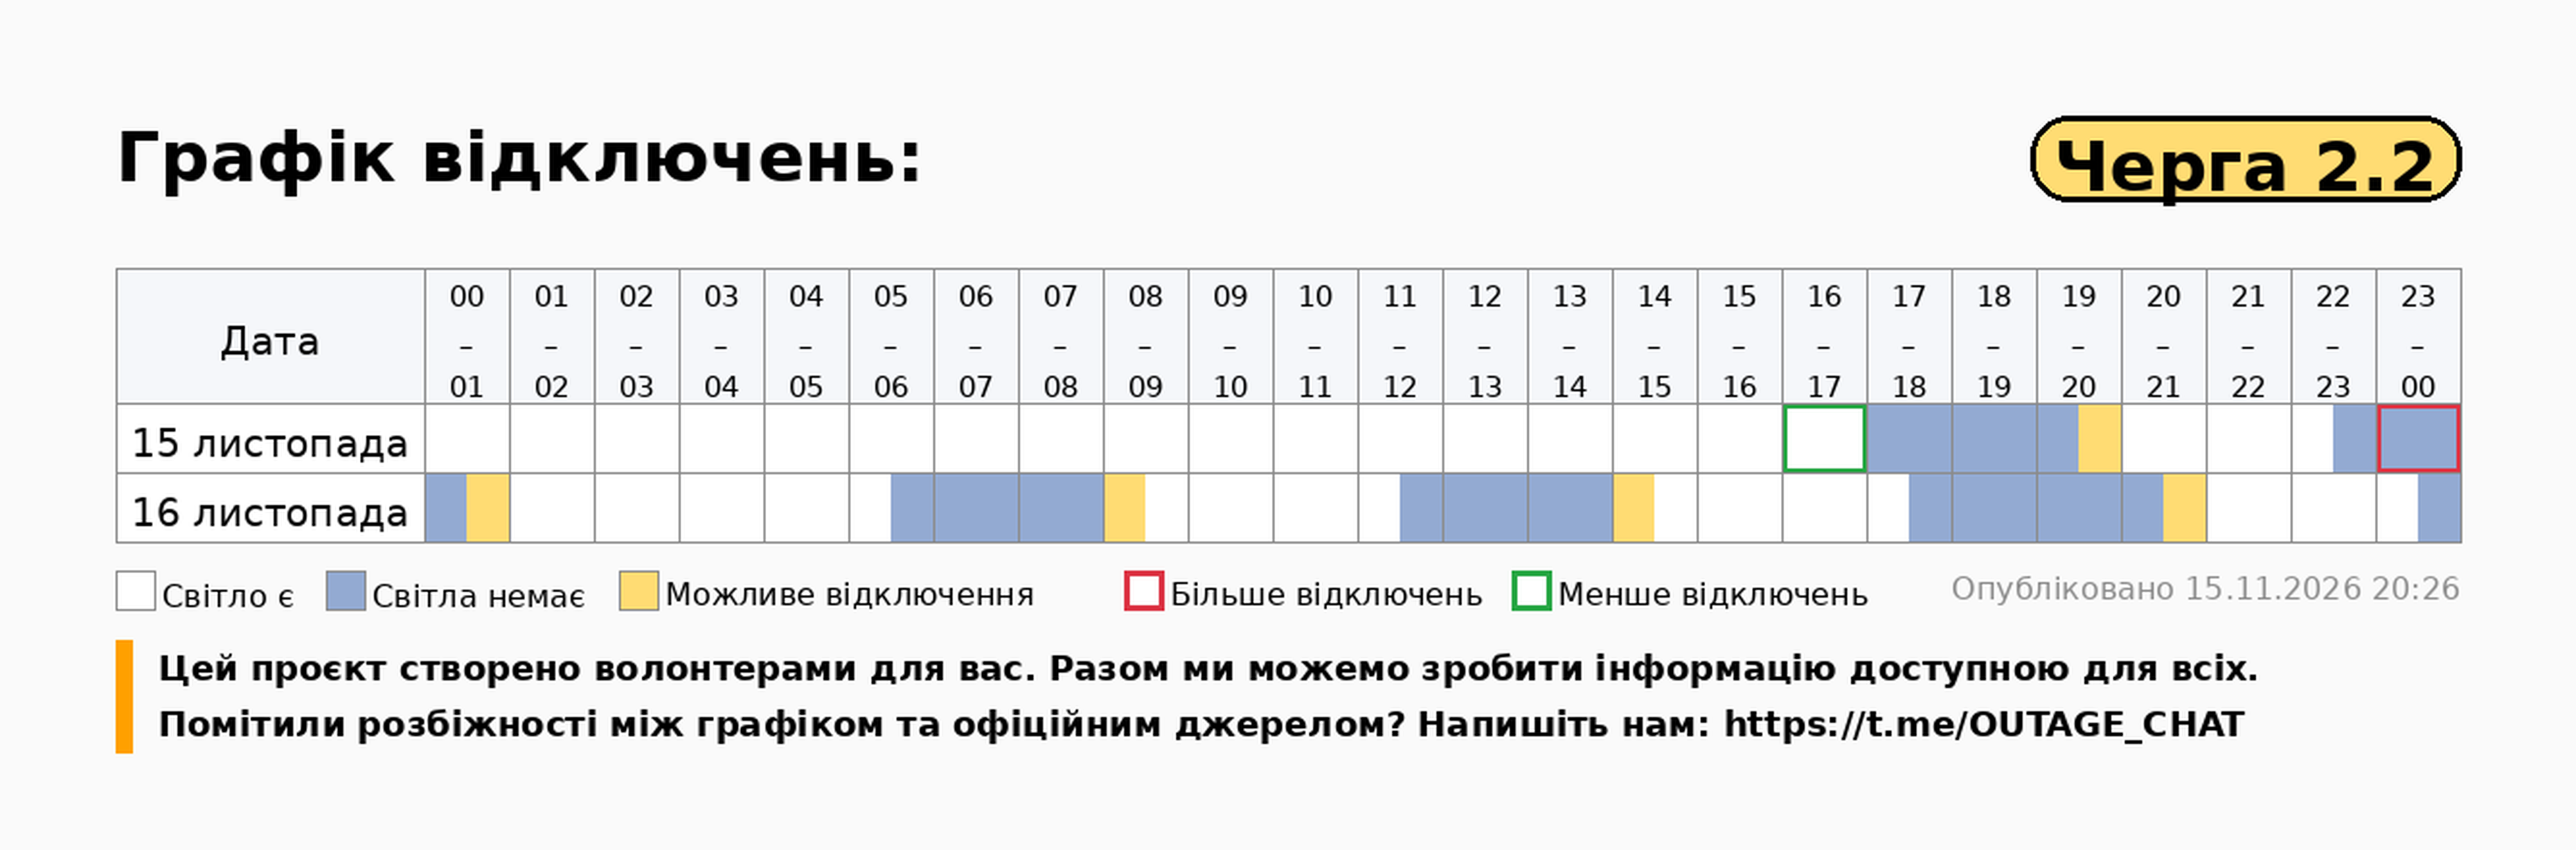 Графік відключень:
Черга 2.2
Дата 00 – 01 01 – 02 02 – 03 03 – 04 04 – 05 05 – 06 06 – 07 07 – 08 08 – 09 09 – 10 10 – 11 11 – 12 12 – 13 13 – 14 14 – 15 15 – 16 16 – 17 17 – 18 18 – 19 19 – 20 20 – 21 21 – 22 22 – 23 23 – 00
15 листопада
16 листопада
Світло є Світла немає Можливе відключення Більше відключень Менше відключень Опубліковано 15.11.2026 20:26
Цей проєкт створено волонтерами для вас. Разом ми можемо зробити інформацію доступною для всіх.
Помітили розбіжності між графіком та офіційним джерелом? Напишіть нам: https://t.me/OUTAGE_CHAT